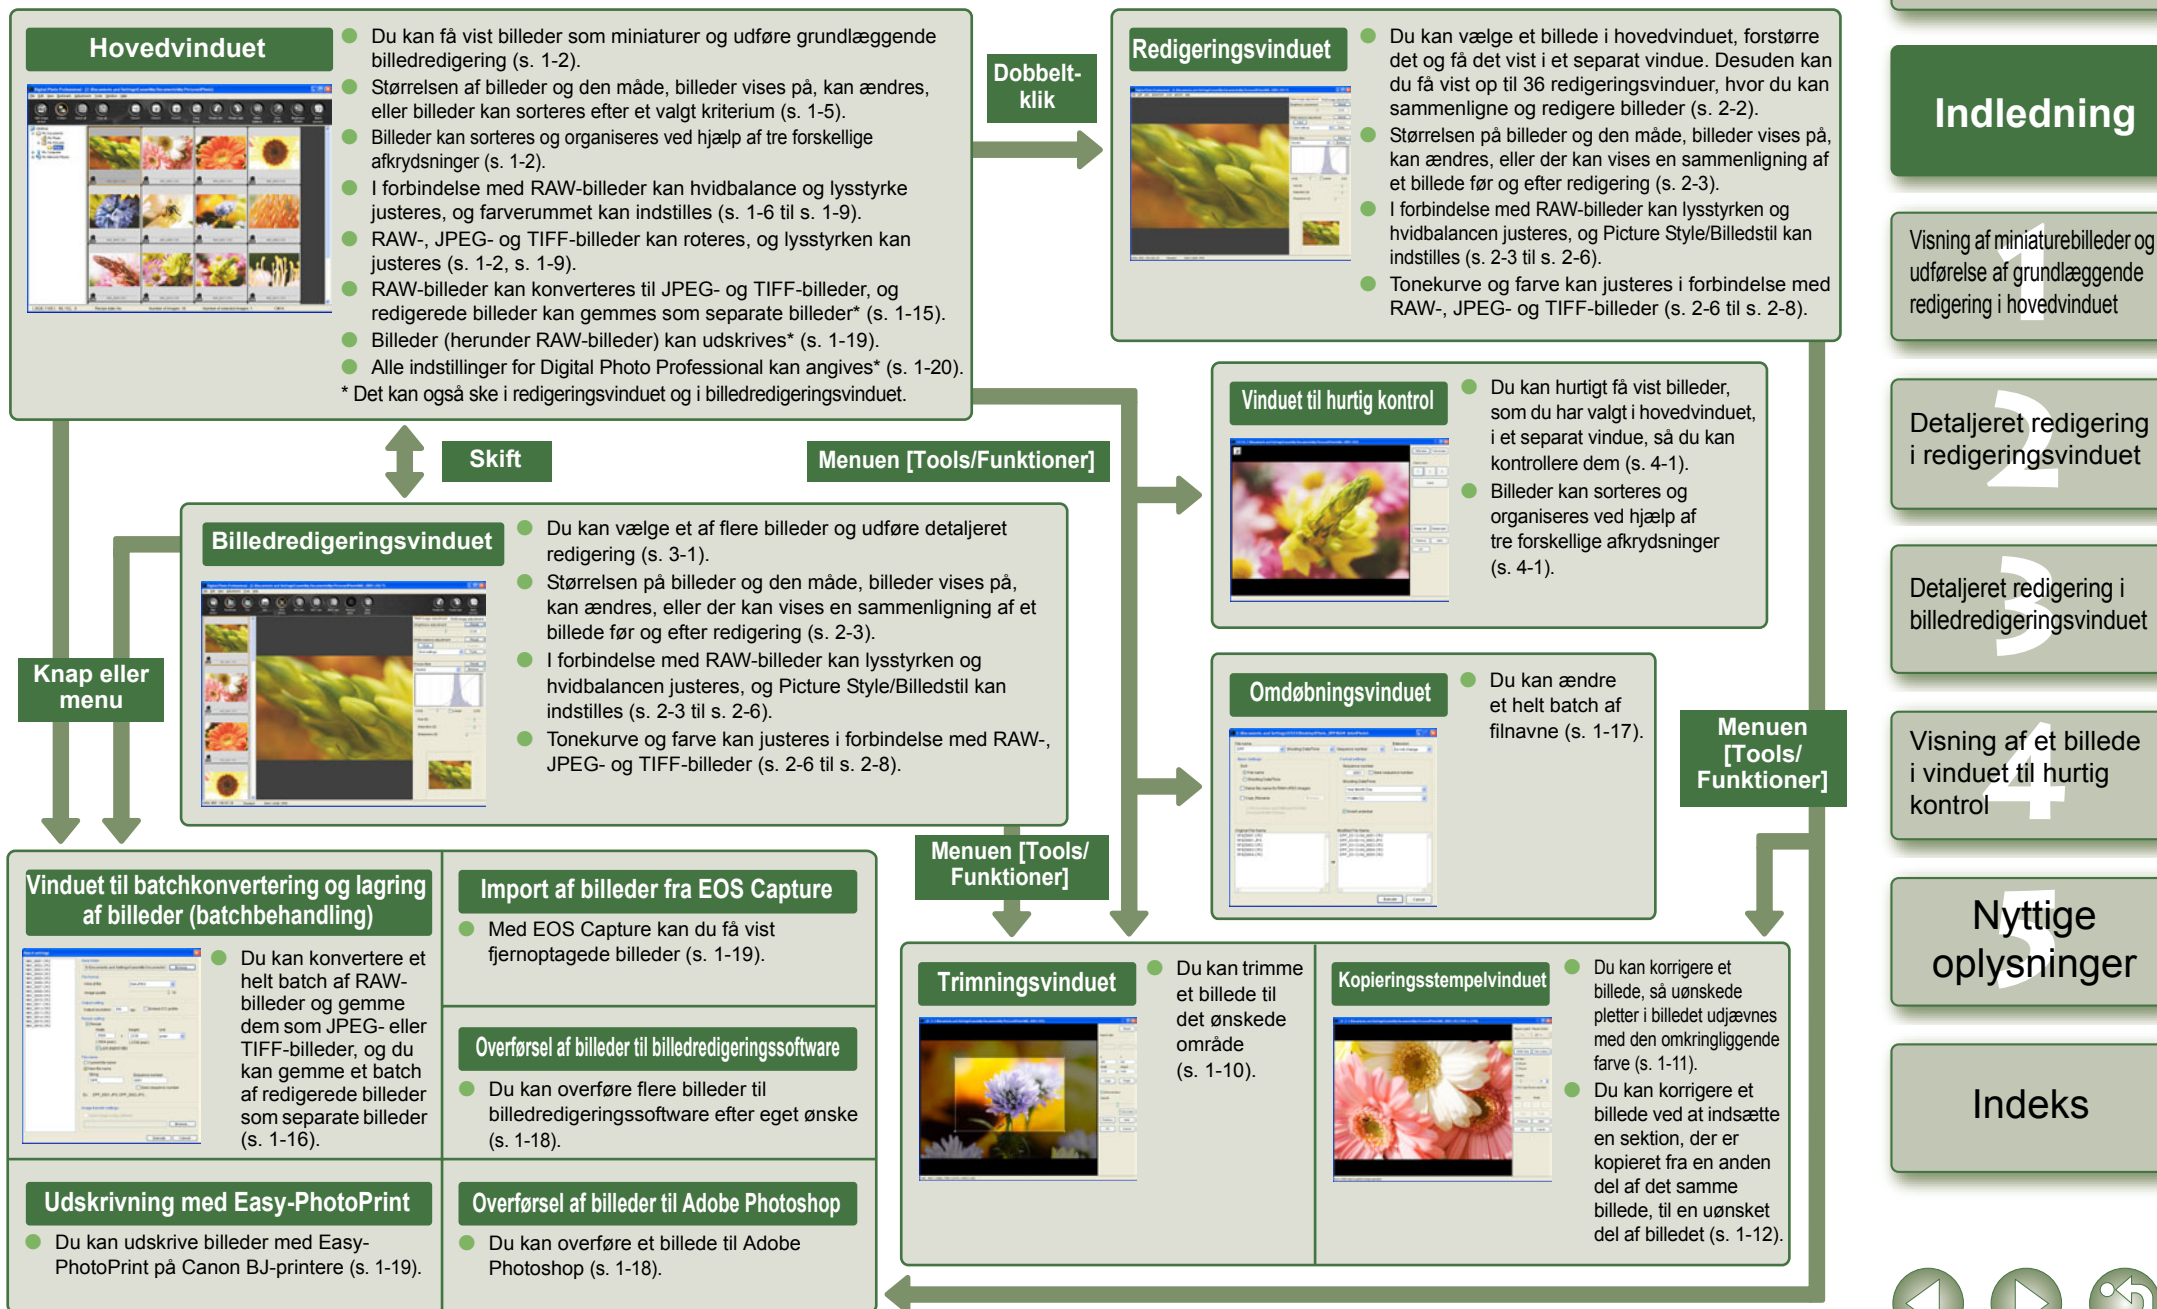 Hovedvinduet
Du kan få vist billeder som miniaturer og udføre grundlæggende
billedredigering (s. 1-2).
Størrelsen af billeder og den måde, billeder vises på, kan ændres,
eller billeder kan sorteres efter et valgt kriterium (s. 1-5).
Billeder kan sorteres og organiseres ved hjælp af tre forskellige
afkrydsninger (s. 1-2).
I forbindelse med RAW-billeder kan hvidbalance og lysstyrke
justeres, og farverummet kan indstilles (s. 1-6 til s. 1-9).
RAW-, JPEG- og TIFF-billeder kan roteres, og lysstyrken kan
justeres (s. 1-2, s. 1-9).
RAW-billeder kan konverteres til JPEG- og TIFF-billeder, og
redigerede billeder kan gemmes som separate billeder* (s. 1-15).
Billeder (herunder RAW-billeder) kan udskrives* (s. 1-19).
Alle indstillinger for Digital Photo Professional kan angives* (s. 1-20).
* Det kan også ske i redigeringsvinduet og i billedredigeringsvinduet.
Dobbelt-
klik
Redigeringsvinduet
Du kan vælge et billede i hovedvinduet, forstørre
det og få det vist i et separat vindue. Desuden kan
du få vist op til 36 redigeringsvinduer, hvor du kan
sammenligne og redigere billeder (s. 2-2).
Størrelsen på billeder og den måde, billeder vises på,
kan ændres, eller der kan vises en sammenligning af
et billede før og efter redigering (s. 2-3).
I forbindelse med RAW-billeder kan lysstyrken og
hvidbalancen justeres, og Picture Style/Billedstil kan
indstilles (s. 2-3 til s. 2-6).
Tonekurve og farve kan justeres i forbindelse med
RAW-, JPEG- og TIFF-billeder (s. 2-6 til s. 2-8).
Skift
Menuen [Tools/Funktioner]
Vinduet til hurtig kontrol
Du kan hurtigt få vist billeder,
som du har valgt i hovedvinduet,
i et separat vindue, så du kan
kontrollere dem (s. 4-1).
Billeder kan sorteres og
organiseres ved hjælp af
tre forskellige afkrydsninger
(s. 4-1).
Billedredigeringsvinduet
Du kan vælge et af flere billeder og udføre detaljeret
redigering (s. 3-1).
Størrelsen på billeder og den måde, billeder vises på,
kan ændres, eller der kan vises en sammenligning af et
billede før og efter redigering (s. 2-3).
I forbindelse med RAW-billeder kan lysstyrken og
hvidbalancen justeres, og Picture Style/Billedstil kan
indstilles (s. 2-3 til s. 2-6).
Tonekurve og farve kan justeres i forbindelse med RAW-,
JPEG- og TIFF-billeder (s. 2-6 til s. 2-8).
Knap eller
menu
Omdøbningsvinduet
Du kan ændre
et helt batch af
filnavne (s. 1-17).
Menuen
[Tools/
Funktioner]
Menuen [Tools/
Funktioner]
Vinduet til batchkonvertering og lagring
af billeder (batchbehandling)
Du kan konvertere et
helt batch af RAW-
billeder og gemme
dem som JPEG- eller
TIFF-billeder, og du
kan gemme et batch
af redigerede billeder
som separate billeder
(s. 1-16).
Import af billeder fra EOS Capture
Med EOS Capture kan du få vist
fjernoptagede billeder (s. 1-19).
Overførsel af billeder til billedredigeringssoftware
Du kan overføre flere billeder til
billedredigeringssoftware efter eget ønske
(s. 1-18).
Udskrivning med Easy-PhotoPrint
Du kan udskrive billeder med Easy-
PhotoPrint på Canon BJ-printere (s. 1-19).
Overførsel af billeder til Adobe Photoshop
Du kan overføre et billede til Adobe
Photoshop (s. 1-18).
Trimningsvinduet
Du kan trimme
et billede til
det ønskede
område
(s. 1-10).
Kopieringsstempelvinduet
Du kan korrigere et
billede, så uønskede
pletter i billedet udjævnes
med den omkringliggende
farve (s. 1-11).
Du kan korrigere et
billede ved at indsætte
en sektion, der er
kopieret fra en anden
del af det samme
billede, til en uønsket
del af billedet (s. 1-12).
Indledning
1
Visning af miniaturebilleder og
udførelse af grundlæggende
redigering i hovedvinduet
2
Detaljeret redigering
i redigeringsvinduet
3
Detaljeret redigering i
billedredigeringsvinduet
4
Visning af et billede
i vinduet til hurtig
kontrol
5
Nyttige
oplysninger
Indeks